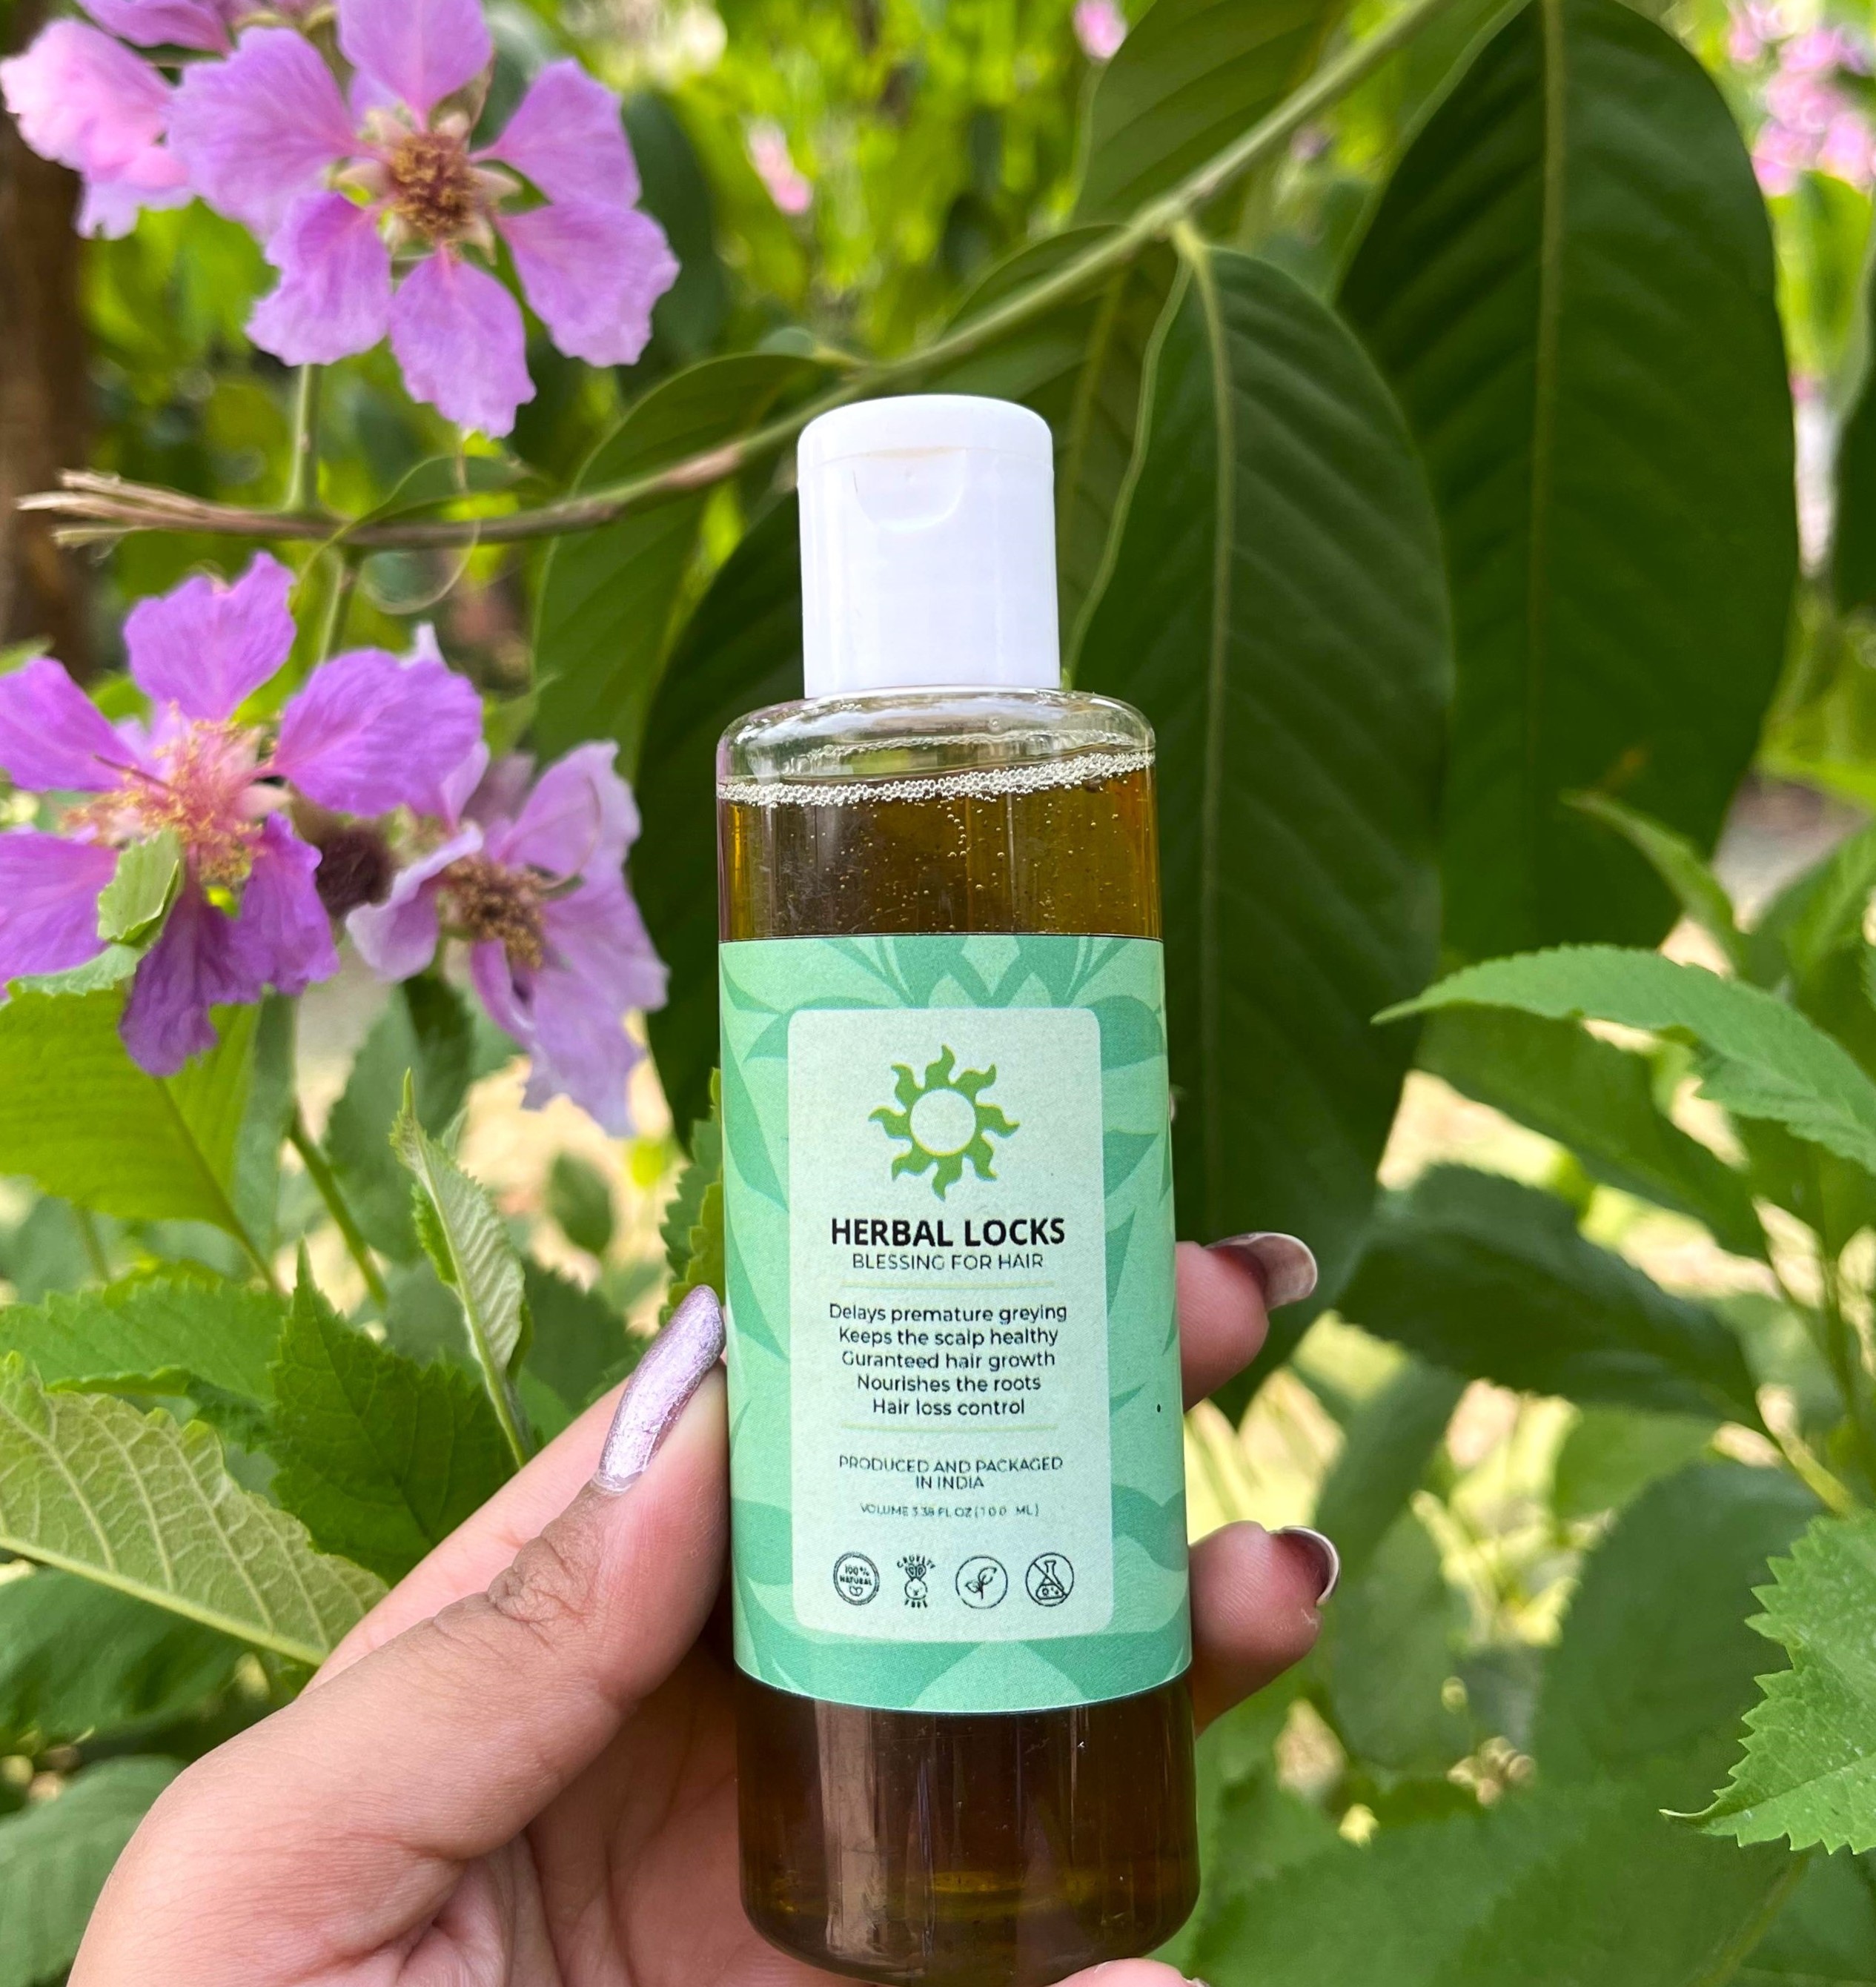 HERBAL LOCKS
BLESSING FOR HAIR
Delays premature greying
Keeps the scalp healthy
Guranteed hair growth
Nourishes the roots
Hair loss control
PRODUCED AND PACKAGED
IN INDIA
VOLUME 3.38 FL OZ (100 ML)
100%
NATURAL
CRUELTY
FREE